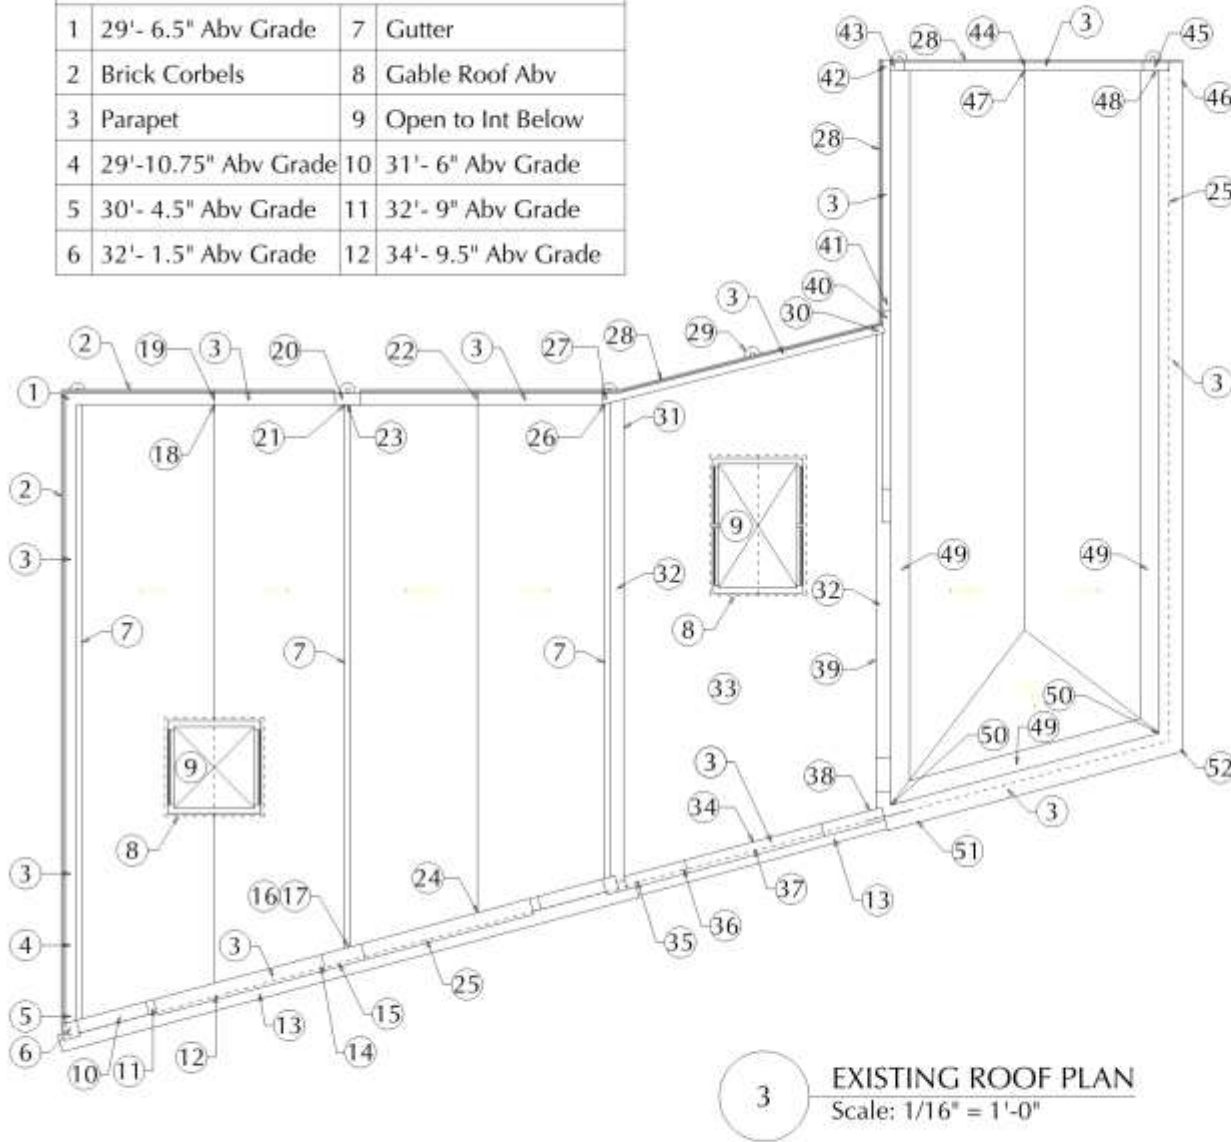 1 29'- 6.5" Abv Grade 7 Gutter
2 Brick Corbels 8 Gable Roof Abv
3 Parapet 9 Open to Int Below
4 29'-10.75" Abv Grade 10 31'- 6" Abv Grade
5 30'- 4.5" Abv Grade 11 32'- 9" Abv Grade
6 32'- 1.5" Abv Grade 12 34'- 9.5" Abv Grade
43 28 44 3 45
42 47 48 46
28
3 25
41
40
3 30
2 19 3 20 22 3 27 28 29
1 3
31
18 21 23 26
2
9
3 49 49
32 32
7 7 7 8
39
33
50
50 49
9 3 38 52
34 3
8 51
3 24 37 13
16 17 36
4 3 35
25
5 15
13
6 12 14
10 11
3 EXISTING ROOF PLAN
Scale: 1/16" = 1'-0"